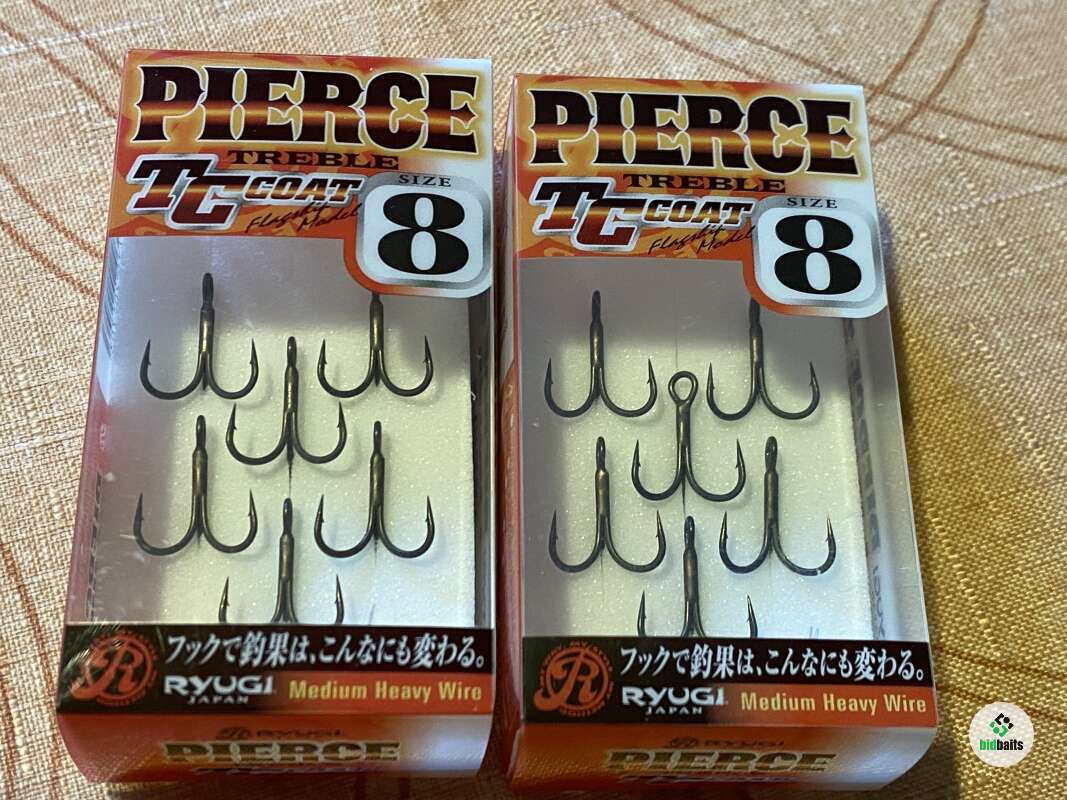 PIERCE
TREBLE
TC COAT
Flagship
Model
SIZE
8
フックで釣果は、こんなにも変わる。
R
RYUGI
JAPAN
Medium Heavy Wire
RYUGI
PIERCE
PIERCE
TREBLE
TC COAT
Flagship
Model
SIZE
8
フックで釣果は、こんなにも変わる。
R
RYUGI
JAPAN
Medium Heavy Wire
RYUGI
PIERCE
bidbaits